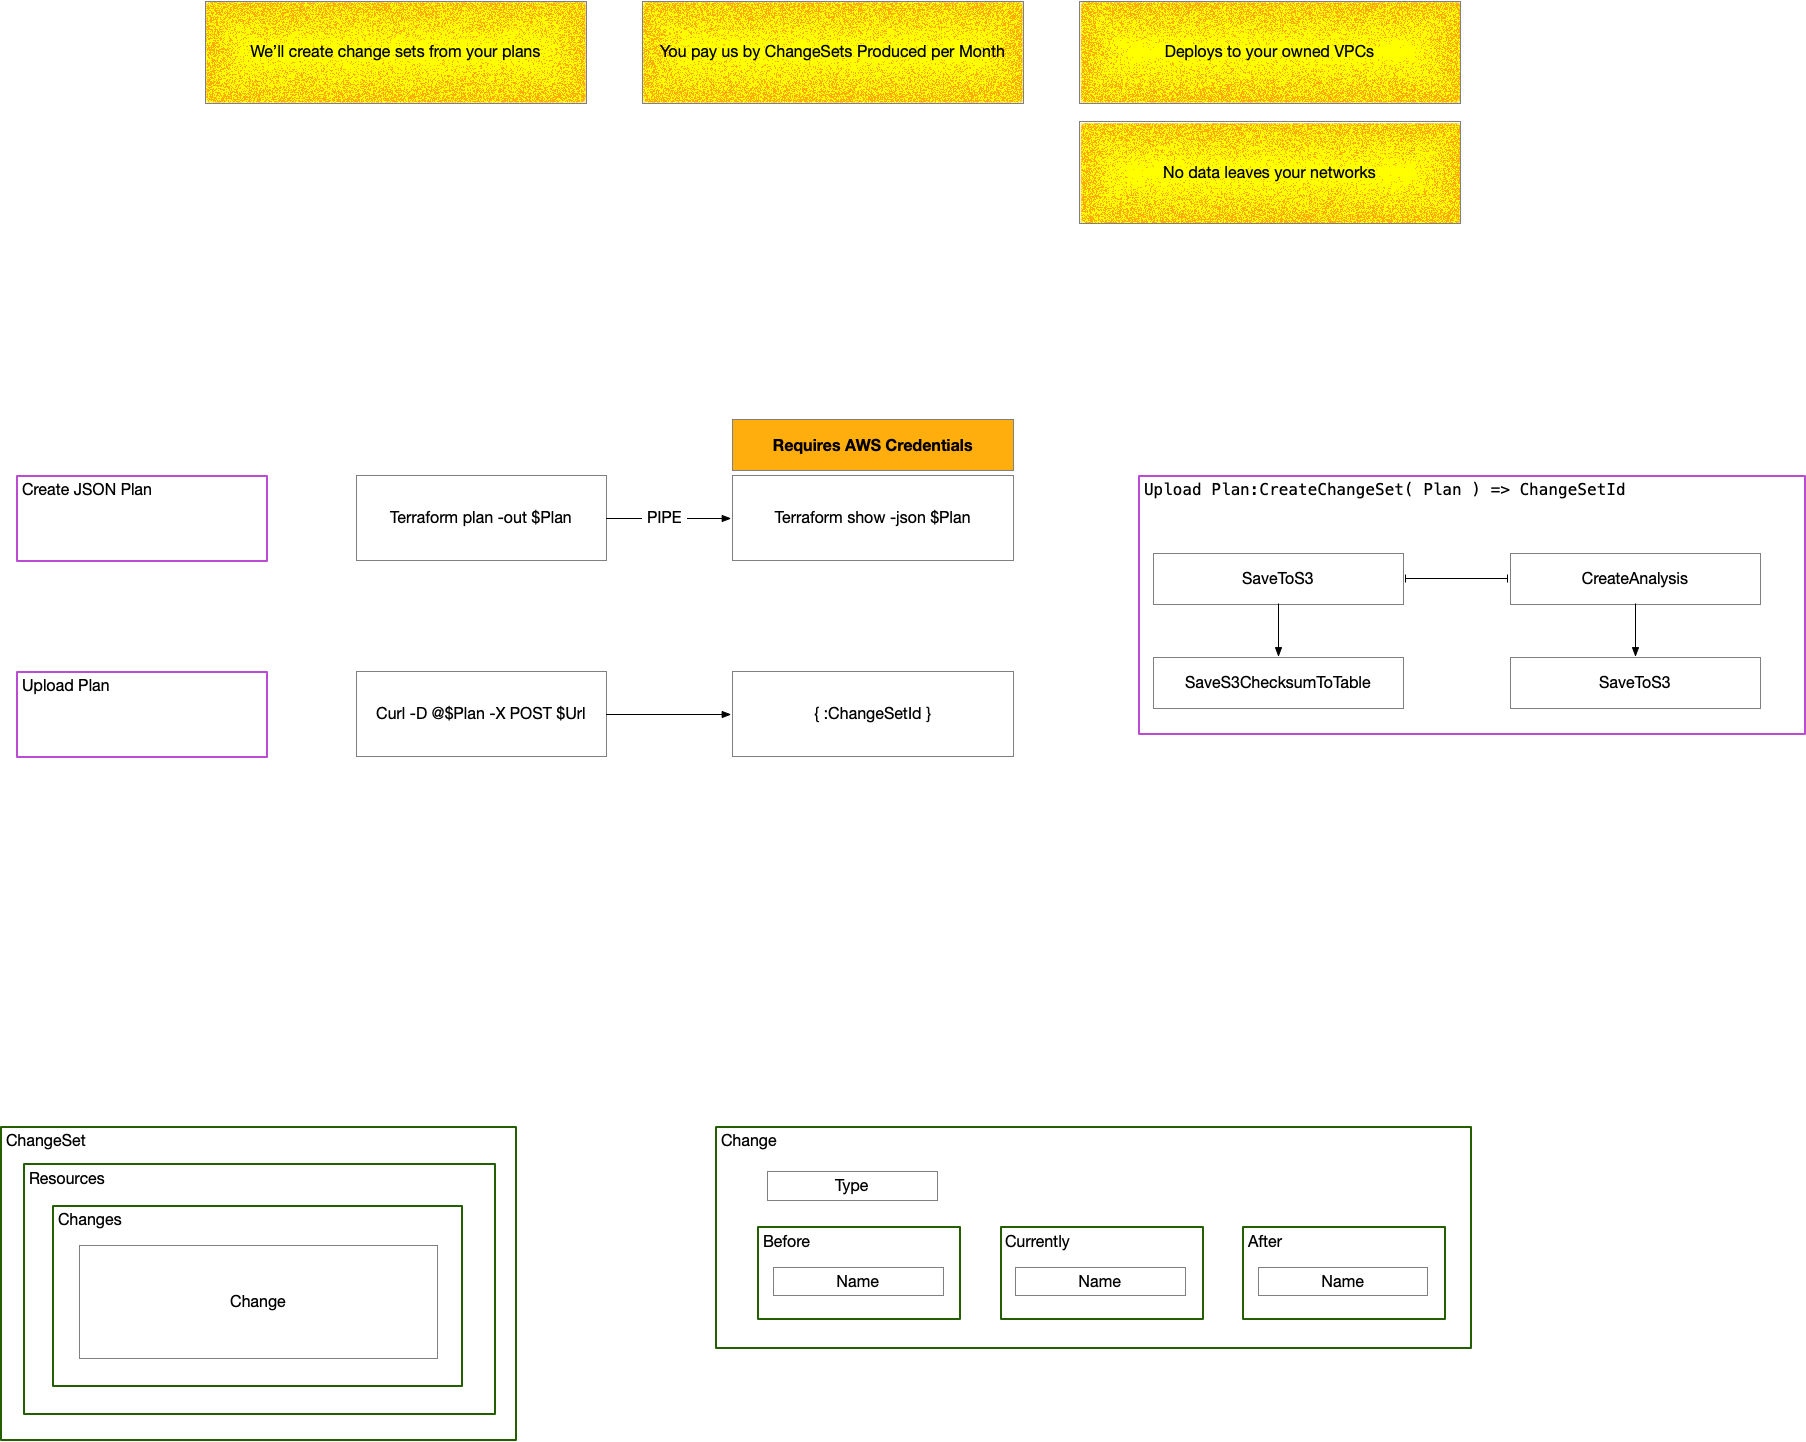 We’ll create change sets from your plans
You pay us by ChangeSets Produced per Month
Deploys to your owned VPCs
No data leaves your networks
Requires AWS Credentials
Create JSON Plan
Terraform plan -out $Plan
PIPE
Terraform show -json $Plan
Upload Plan
Curl -D @$Plan -X POST $Url
{ :ChangeSetId }
Upload Plan:CreateChangeSet( Plan ) => ChangeSetId
SaveToS3
CreateAnalysis
SaveS3ChecksumToTable
SaveToS3
ChangeSet
Resources
Changes
Change
Change
Type
Before
Name
Currently
Name
After
Name